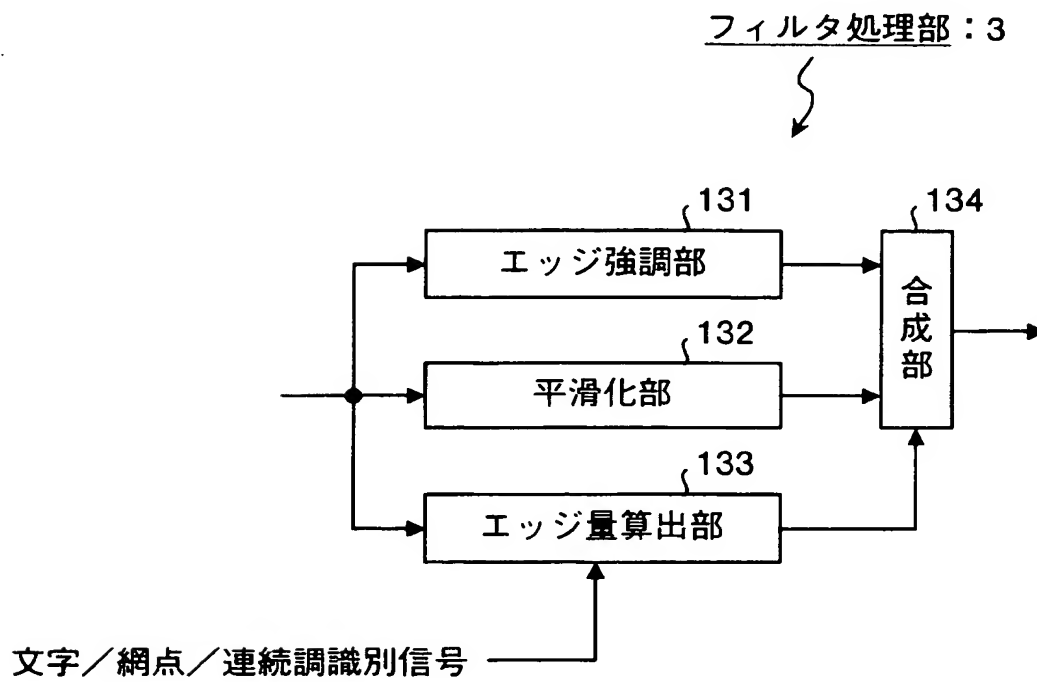 フィルタ処理部:3
131
エッジ強調部
134
合成部
132
平滑化部
133
エッジ量算出部
文字/網点/連続調識別信号